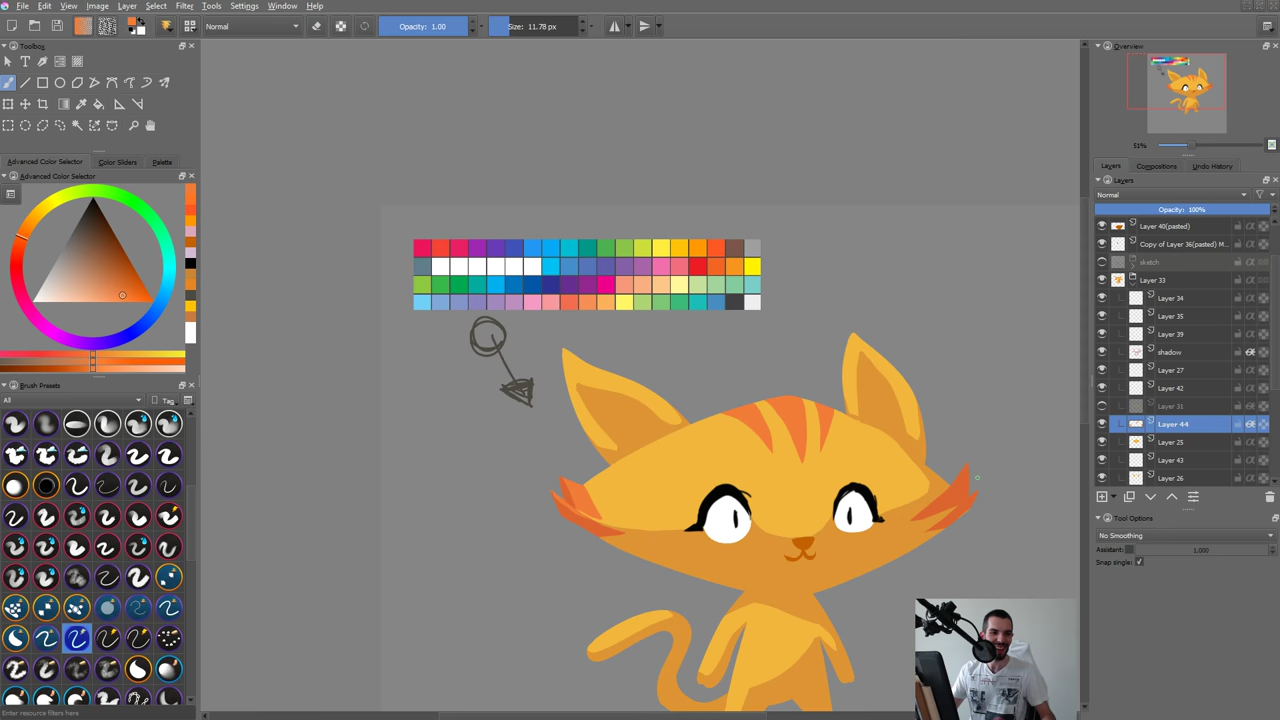 File Edit View Image Layer Select Filter Tools Settings Window Help
Normal Opacity: 1.00 Size: 11.78 px
Toolbox
Advanced Color Selector Color Sliders Palette
Advanced Color Selector
Brush Presets
All Tag
Enter resource filters here
Overview
51%
Layers Compositions Undo History
Layers
Normal
Opacity: 100%
Layer 40(pasted)
Copy of Layer 36(pasted) M...
sketch
Layer 33
Layer 34
Layer 35
Layer 39
shadow
Layer 27
Layer 42
Layer 31
Layer 44
Layer 25
Layer 43
Layer 26
Tool Options
No Smoothing
Assistant: 1.000
Snap single: